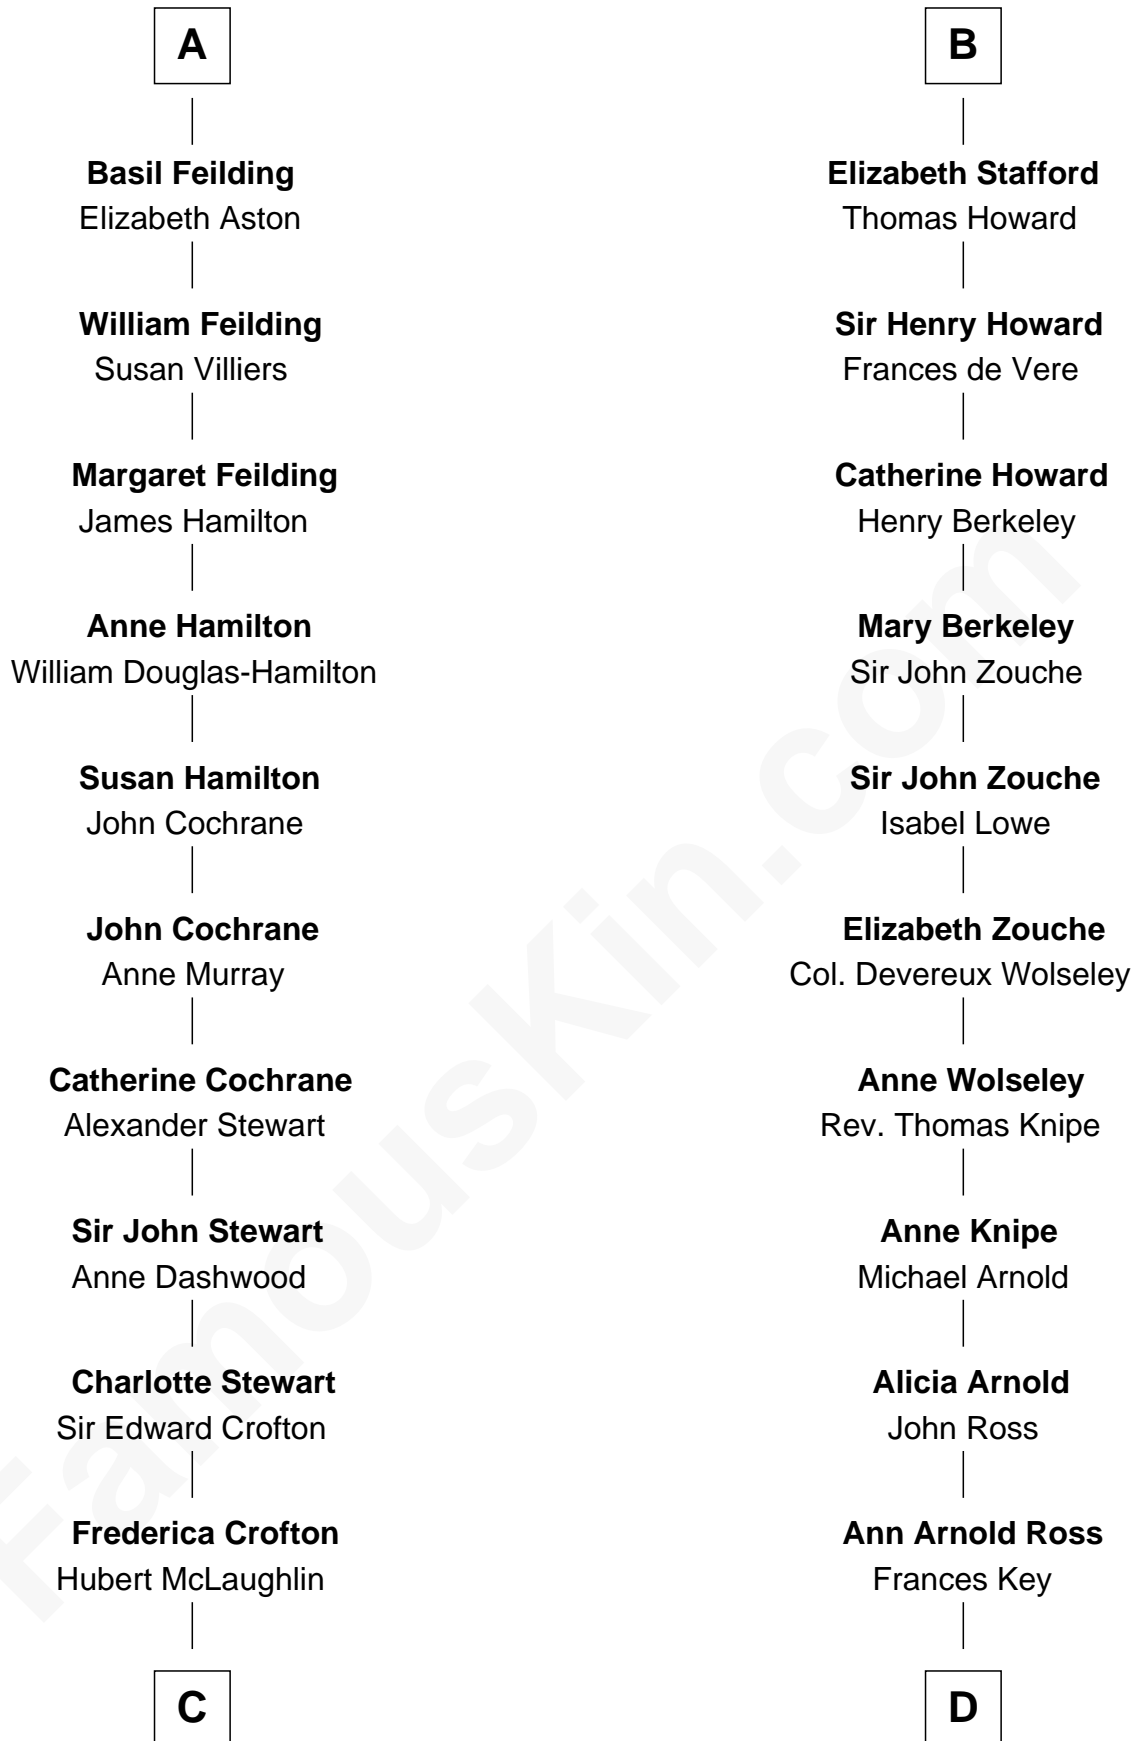 A
Basil Feilding
Elizabeth Aston
William Feilding
Susan Villiers
Margaret Feilding
James Hamilton
Anne Hamilton
William Douglas-Hamilton
Susan Hamilton
John Cochrane
John Cochrane
Anne Murray
Catherine Cochrane
Alexander Stewart
Sir John Stewart
Anne Dashwood
Charlotte Stewart
Sir Edward Crofton
Frederica Crofton
Hubert McLaughlin
C
B
Elizabeth Stafford
Thomas Howard
Sir Henry Howard
Frances de Vere
Catherine Howard
Henry Berkeley
Mary Berkeley
Sir John Zouche
Sir John Zouche
Isabel Lowe
Elizabeth Zouche
Col. Devereux Wolseley
Anne Wolseley
Rev. Thomas Knipe
Anne Knipe
Michael Arnold
Alicia Arnold
John Ross
Ann Arnold Ross
Frances Key
D
FamousKin.com